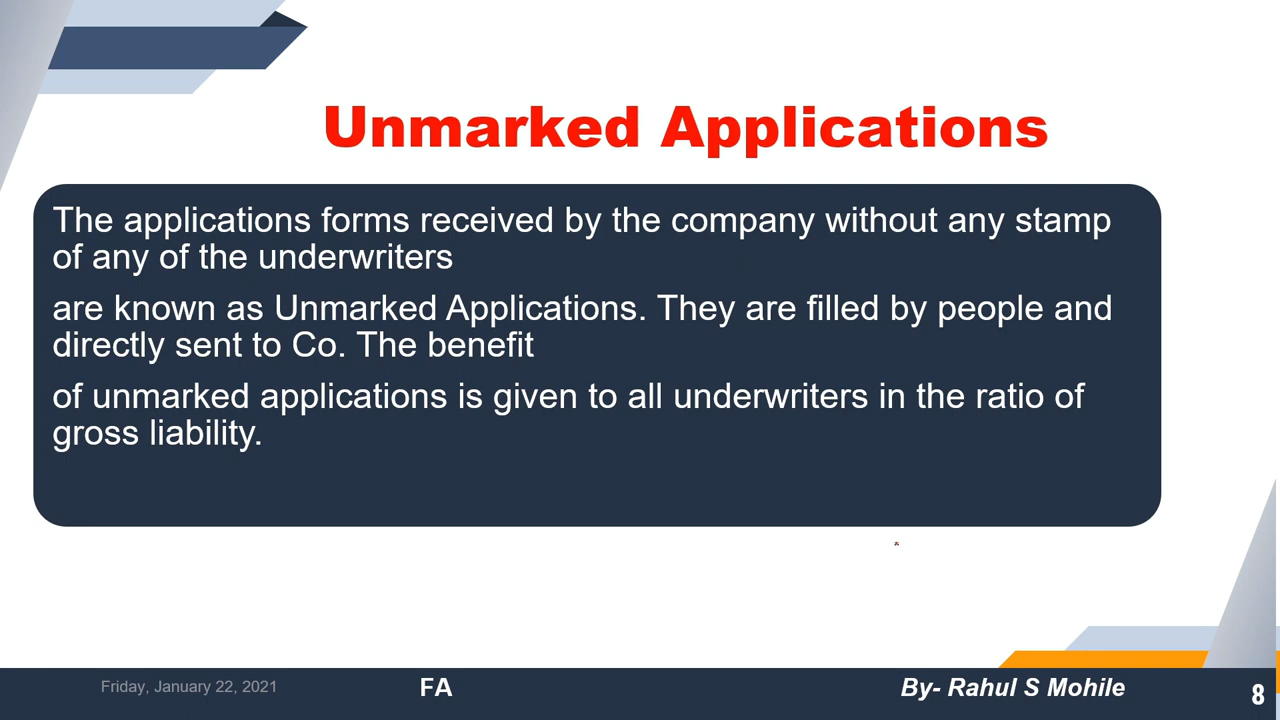 Unmarked Applications
The applications forms received by the company without any stamp
of any of the underwriters
are known as Unmarked Applications. They are filled by people and
directly sent to Co. The benefit
of unmarked applications is given to all underwriters in the ratio of
gross liability.
Friday, January 22, 2021
FA
By- Rahul S Mohile
8